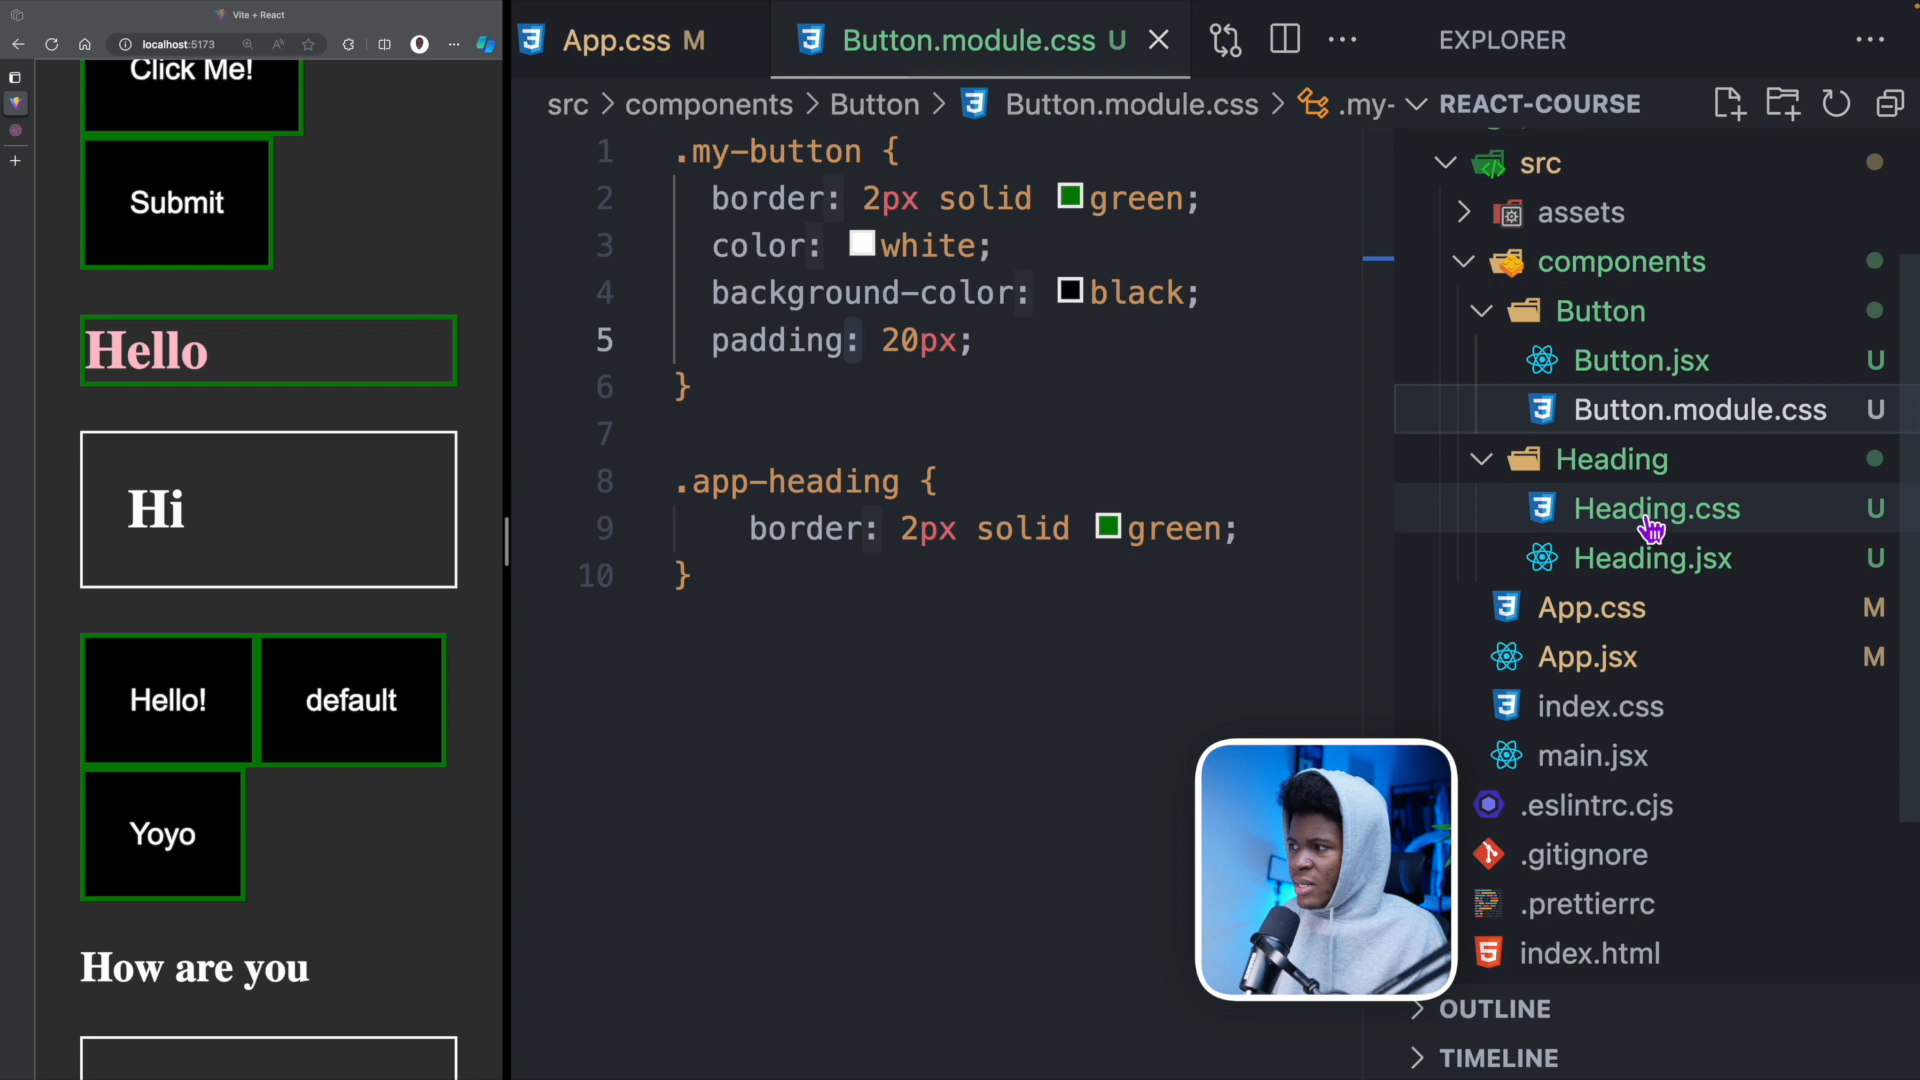 Vite + React
localhost:5173
Click Me!
Submit
Hello
Hi
Hello!
default
Yoyo
How are you
App.css M
Button.module.css U
src > components > Button > Button.module.css > .my-
1 .my-button {
2 border: 2px solid green;
3 color: white;
4 background-color: black;
5 padding: 20px;
6 }
7
8 .app-heading {
9 border: 2px solid green;
10 }
EXPLORER
REACT-COURSE
src
assets
components
Button
Button.jsx U
Button.module.css U
Heading
Heading.css U
Heading.jsx U
App.css M
App.jsx M
index.css
main.jsx
.eslintrc.cjs
.gitignore
.prettierrc
index.html
OUTLINE
TIMELINE